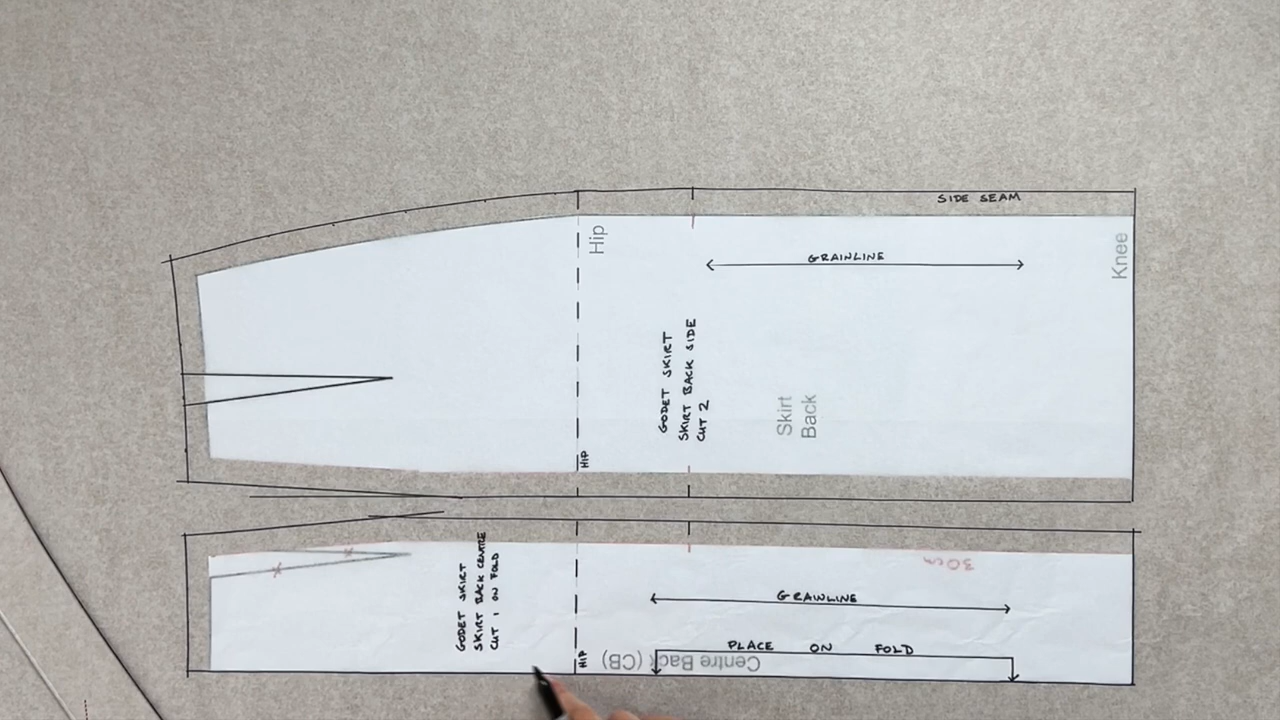 SIDE SEAM
Hip
Knee
GRAINLINE
GODET SKIRT
SKIRT BACK SIDE
CUT 2
Skirt
Back
HIP
GODET SKIRT
SKIRT BACK CENTRE
CUT 1 ON FOLD
30cm
GRAINLINE
PLACE ON FOLD
HIP
Centre Back (CB)